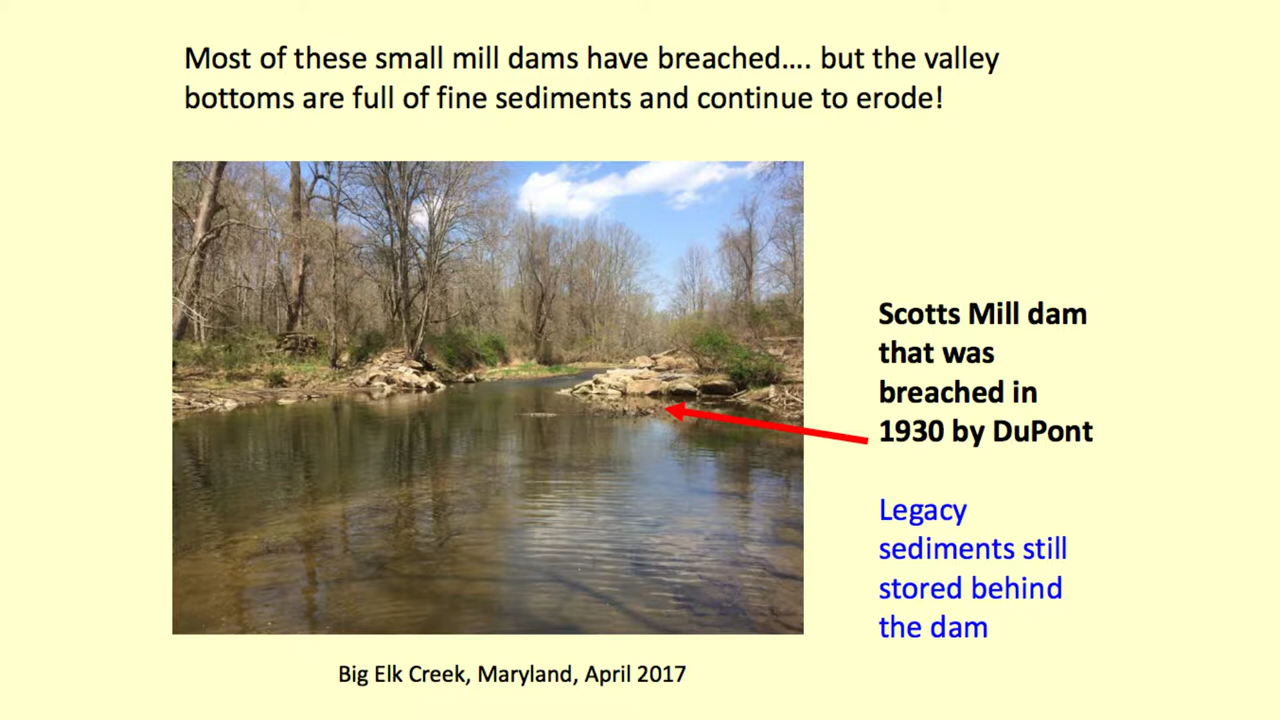 Most of these small mill dams have breached.... but the valley
bottoms are full of fine sediments and continue to erode!
Scotts Mill dam
that was
breached in
1930 by DuPont
Legacy
sediments still
stored behind
the dam
Big Elk Creek, Maryland, April 2017